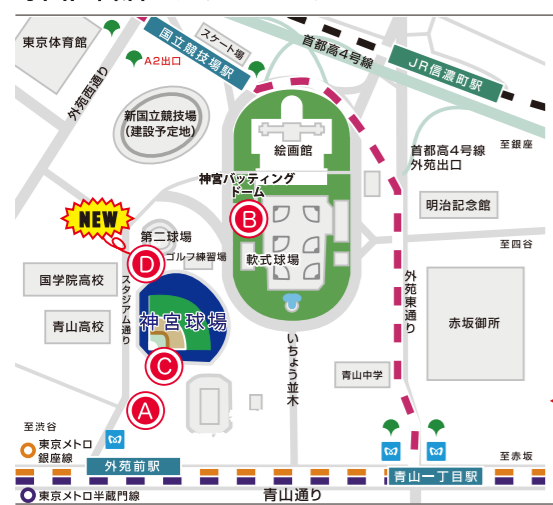 東京体育館
国立競技場駅
A2出口
スケート場
首都高4号線
JR信濃町駅
外苑西通り
新国立競技場
（建設予定地）
絵画館
首都高4号線
外苑出口
至銀座
神宮バッティング
ドーム
B
明治記念館
NEW
第二球場
ゴルフ練習場
D
軟式球場
至四谷
国学院高校
スタジアム通り
外苑東通り
神宮球場
青山高校
赤坂御所
C
いちょう並木
青山中学
A
至渋谷
東京メトロ
銀座線
外苑前駅
至赤坂
青山一丁目駅
東京メトロ半蔵門線
青山通り